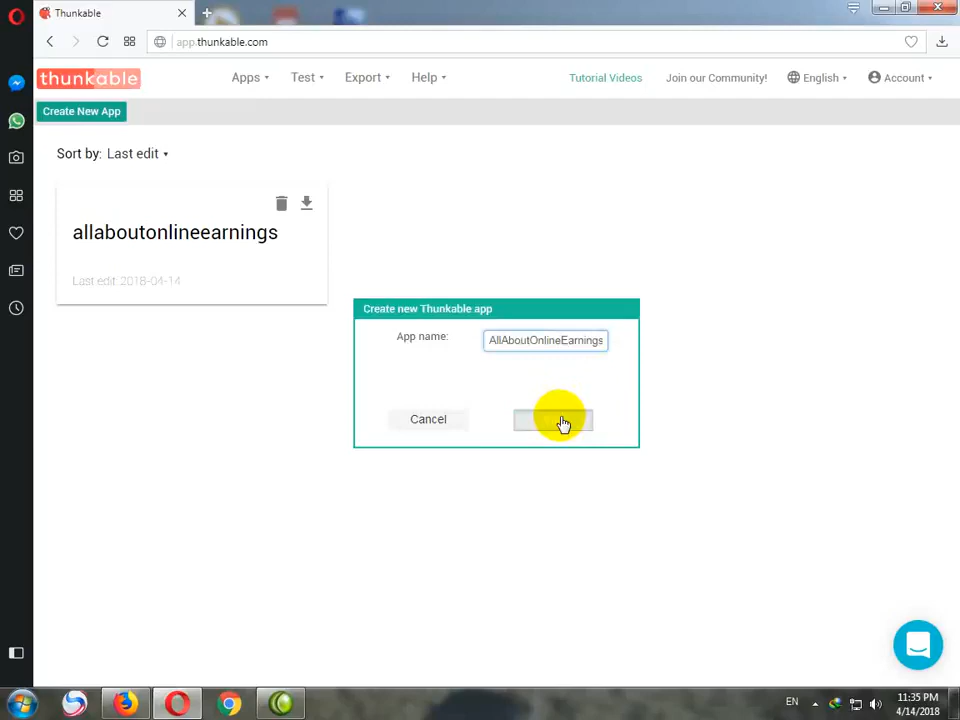 Thunkable
app.thunkable.com
thunkable
Apps
Test
Export
Help
Tutorial Videos
Join our Community!
English
Account
Create New App
Sort by: Last edit
allaboutonlineearnings
Last edit: 2018-04-14
Create new Thunkable app
App name:
AllAboutOnlineEarnings
Cancel
EN
11:35 PM
4/14/2018